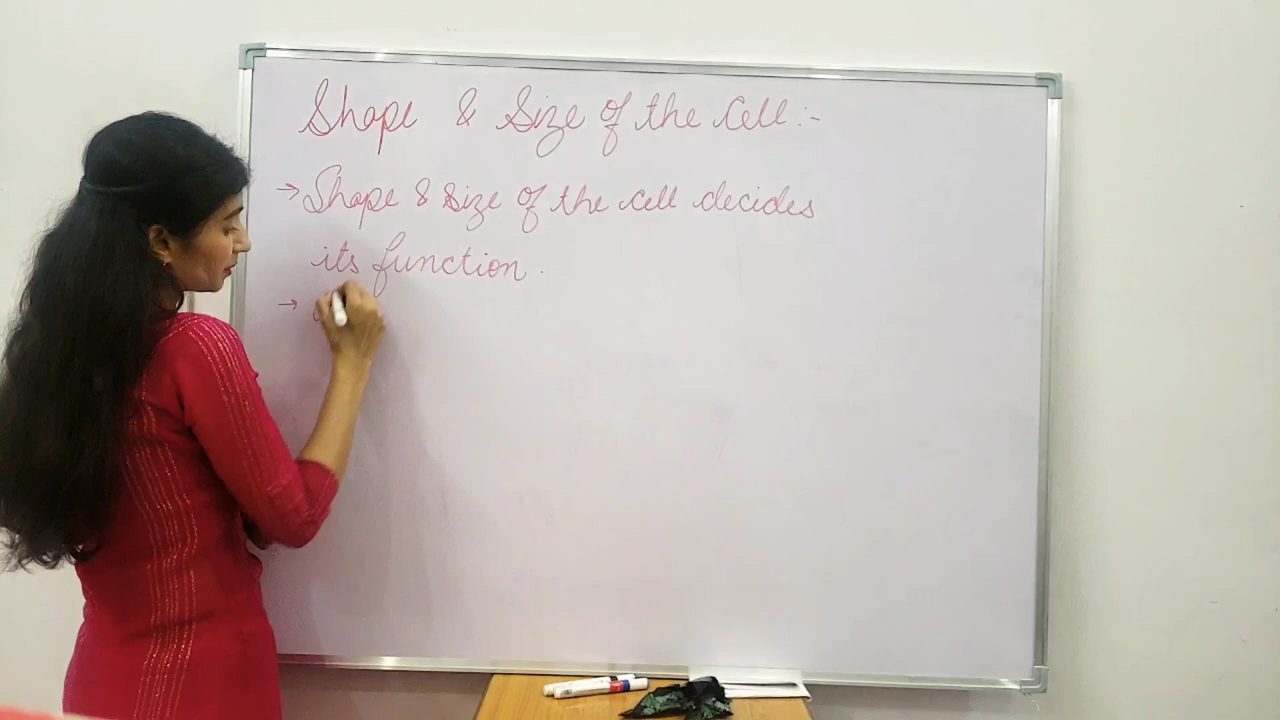 Shape & Size of the Cell :-
→ Shape & size of the cell decides
its function.
→